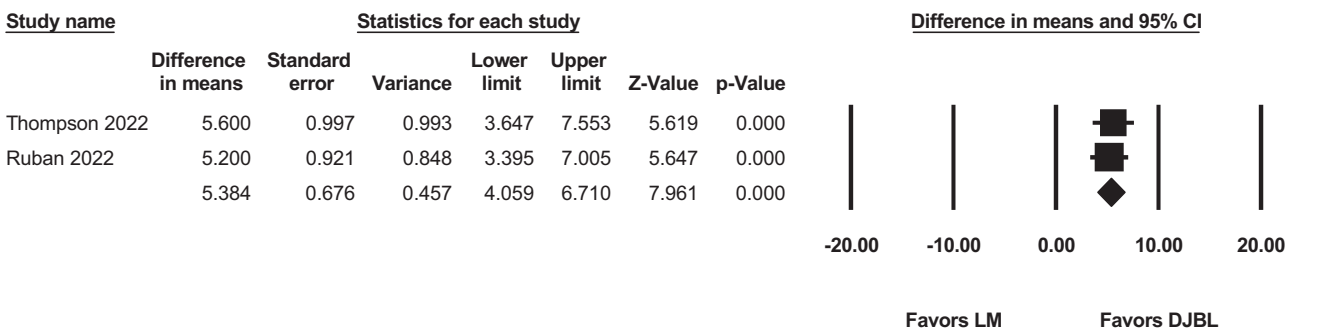 Study name Statistics for each study Difference in means and 95% CI
Difference Standard Lower Upper
in means error Variance limit limit Z-Value p-Value
Thompson 2022 5.600 0.997 0.993 3.647 7.553 5.619 0.000
Ruban 2022 5.200 0.921 0.848 3.395 7.005 5.647 0.000
5.384 0.676 0.457 4.059 6.710 7.961 0.000
-20.00 -10.00 0.00 10.00 20.00
Favors LM Favors DJBL